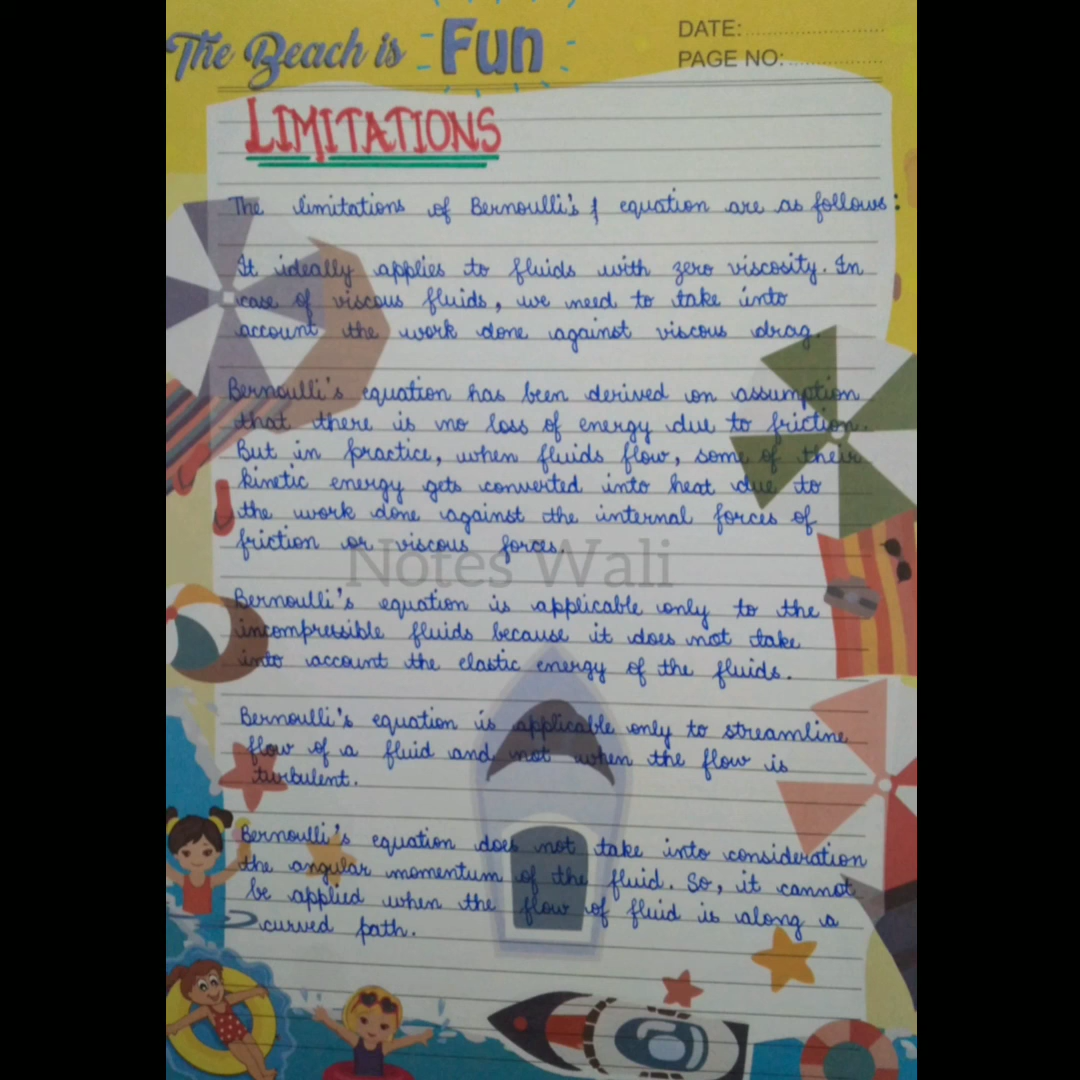 The Beach is Fun
DATE:
PAGE NO:
LIMITATIONS
The limitations of Bernoulli's equation are as follows:
It ideally applies to fluids with zero viscosity. In
case of viscous fluids, we need to take into
account the work done against viscous drag.
Bernoulli's equation has been derived on assumption
that there is no loss of energy due to friction.
But in practice, when fluids flow, some of their
kinetic energy gets converted into heat due to
the work done against the internal forces of
friction or viscous forces.
Notes Wali
Bernoulli's equation is applicable only to the
incompressible fluids because it does not take
into account the elastic energy of the fluids.
Bernoulli's equation is applicable only to streamline
flow of a fluid and not when the flow is
turbulent.
Bernoulli's equation does not take into consideration
the angular momentum of the fluid. So, it cannot
be applied when the flow of fluid is along a
curved path.